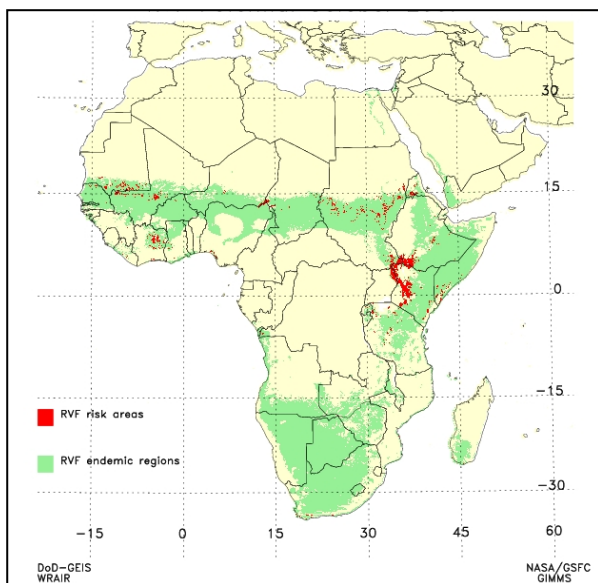 30
15
0
-15
RVF risk areas
RVF endemic regions
-30
-15 0 15 30 45 60
DoD-GEIS NASA/GSFC
WRAIR GIMMS